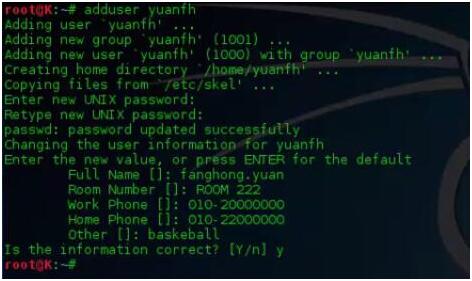 root@K:~# adduser yuanfh
Adding user `yuanfh' ...
Adding new group `yuanfh' (1001) ...
Adding new user `yuanfh' (1000) with group `yuanfh' ...
Creating home directory `/home/yuanfh' ...
Copying files from `/etc/skel' ...
Enter new UNIX password:
Retype new UNIX password:
passwd: password updated successfully
Changing the user information for yuanfh
Enter the new value, or press ENTER for the default
Full Name []: fanghong.yuan
Room Number []: ROOM 222
Work Phone []: 010-20000000
Home Phone []: 010-22000000
Other []: baskeball
Is the information correct? [Y/n] y
root@K:~#